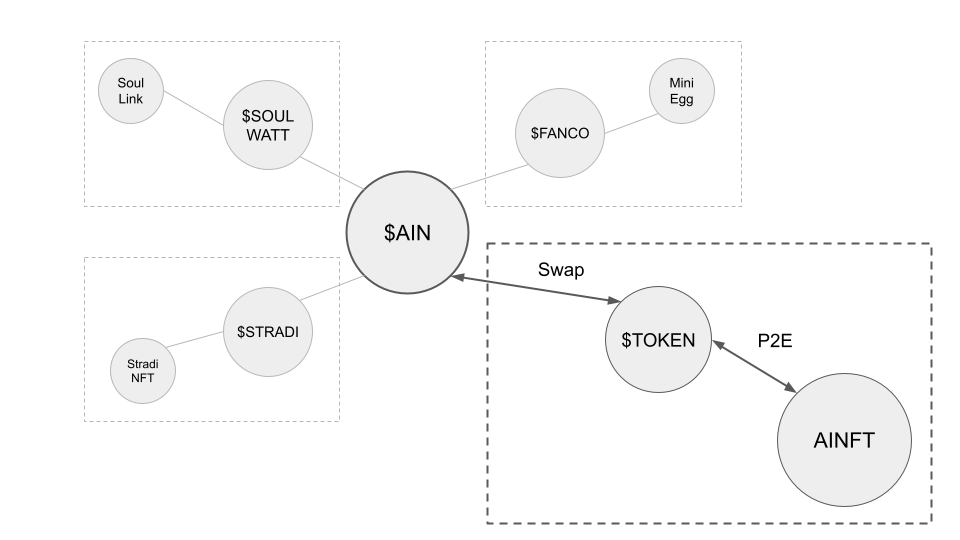 Soul
Link
$SOUL
WATT
$FANCO
Mini
Egg
$AIN
Swap
$TOKEN
P2E
AINFT
$STRADI
Stradi
NFT